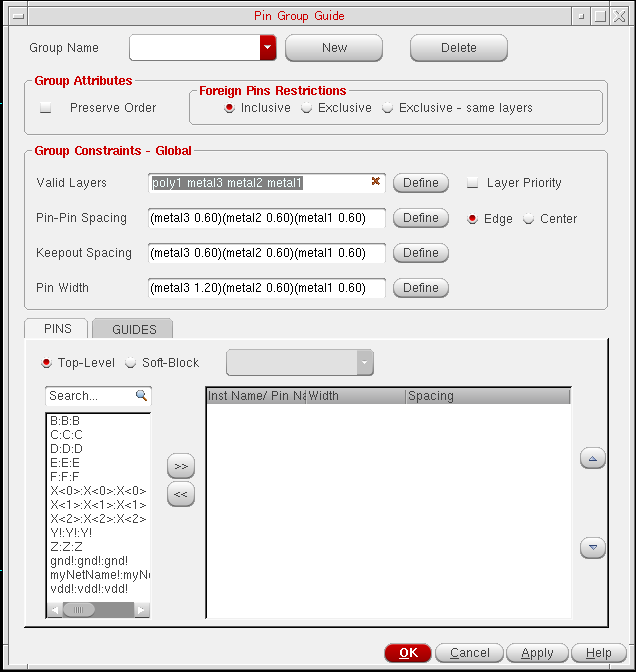 Pin Group Guide
Group Name New Delete
Group Attributes
Preserve Order
Foreign Pins Restrictions
Inclusive Exclusive Exclusive - same layers
Group Constraints - Global
Valid Layers poly1 metal3 metal2 metal1 Define Layer Priority
Pin-Pin Spacing (metal3 0.60)(metal2 0.60)(metal1 0.60) Define Edge Center
Keepout Spacing (metal3 0.60)(metal2 0.60)(metal1 0.60) Define
Pin Width (metal3 1.20)(metal2 0.60)(metal1 0.60) Define
PINS GUIDES
Top-Level Soft-Block
Search...
Inst Name/ Pin Na Width Spacing
B:B:B
C:C:C
D:D:D
E:E:E
F:F:F
X<0>:X<0>:X<0>
X<1>:X<1>:X<1>
X<2>:X<2>:X<2>
Y!:Y!:Y!
Z:Z:Z
gnd!:gnd!:gnd!
myNetName!:myNe
vdd!:vdd!:vdd!
>>
<<
OK Cancel Apply Help